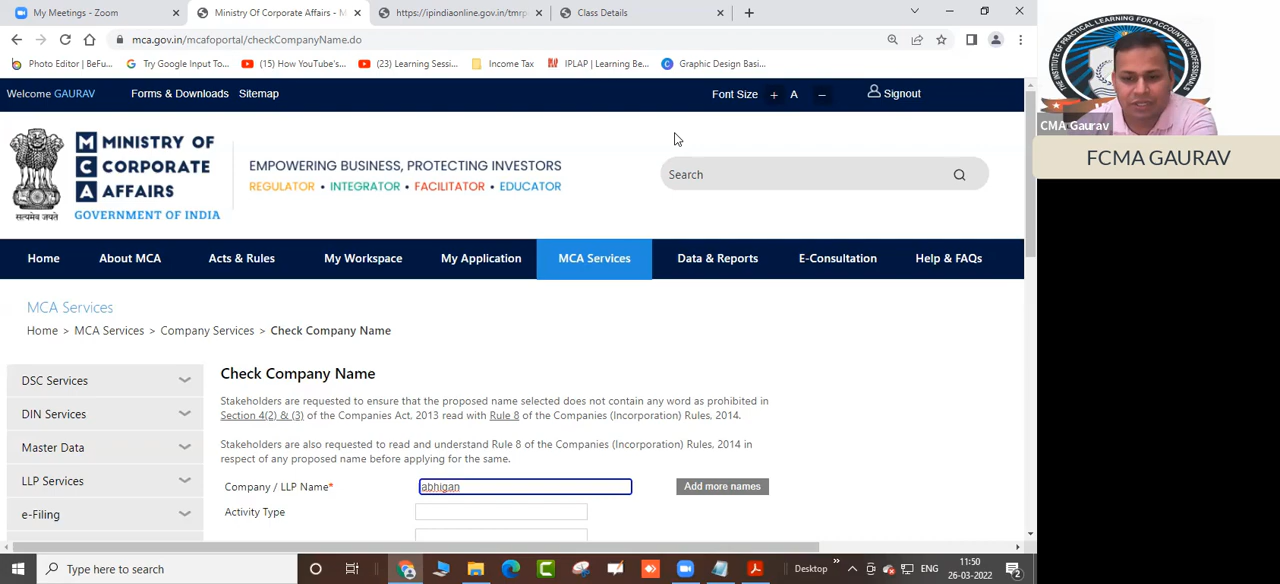 My Meetings - Zoom
Ministry Of Corporate Affairs - M
https://ipindiaonline.gov.in/tmrp
Class Details
mca.gov.in/mcafoportal/checkCompanyName.do
Photo Editor | BeFu...
Try Google Input To...
(15) How YouTube's...
(23) Learning Sessi...
Income Tax
IPLAP | Learning Be...
Graphic Design Basi...
Welcome GAURAV
Forms & Downloads
Sitemap
Font Size + A -
Signout
MINISTRY OF
CORPORATE
AFFAIRS
GOVERNMENT OF INDIA
सत्यमेव जयते
EMPOWERING BUSINESS, PROTECTING INVESTORS
REGULATOR • INTEGRATOR • FACILITATOR • EDUCATOR
Search
Home
About MCA
Acts & Rules
My Workspace
My Application
MCA Services
Data & Reports
E-Consultation
Help & FAQs
MCA Services
Home > MCA Services > Company Services > Check Company Name
DSC Services
DIN Services
Master Data
LLP Services
e-Filing
Check Company Name
Stakeholders are requested to ensure that the proposed name selected does not contain any word as prohibited in
Section 4(2) & (3) of the Companies Act, 2013 read with Rule 8 of the Companies (Incorporation) Rules, 2014.
Stakeholders are also requested to read and understand Rule 8 of the Companies (Incorporation) Rules, 2014 in
respect of any proposed name before applying for the same.
Company / LLP Name*
abhigan
Add more names
Activity Type
CMA Gaurav
FCMA GAURAV
Type here to search
Desktop
ENG
11:50
26-03-2022
2